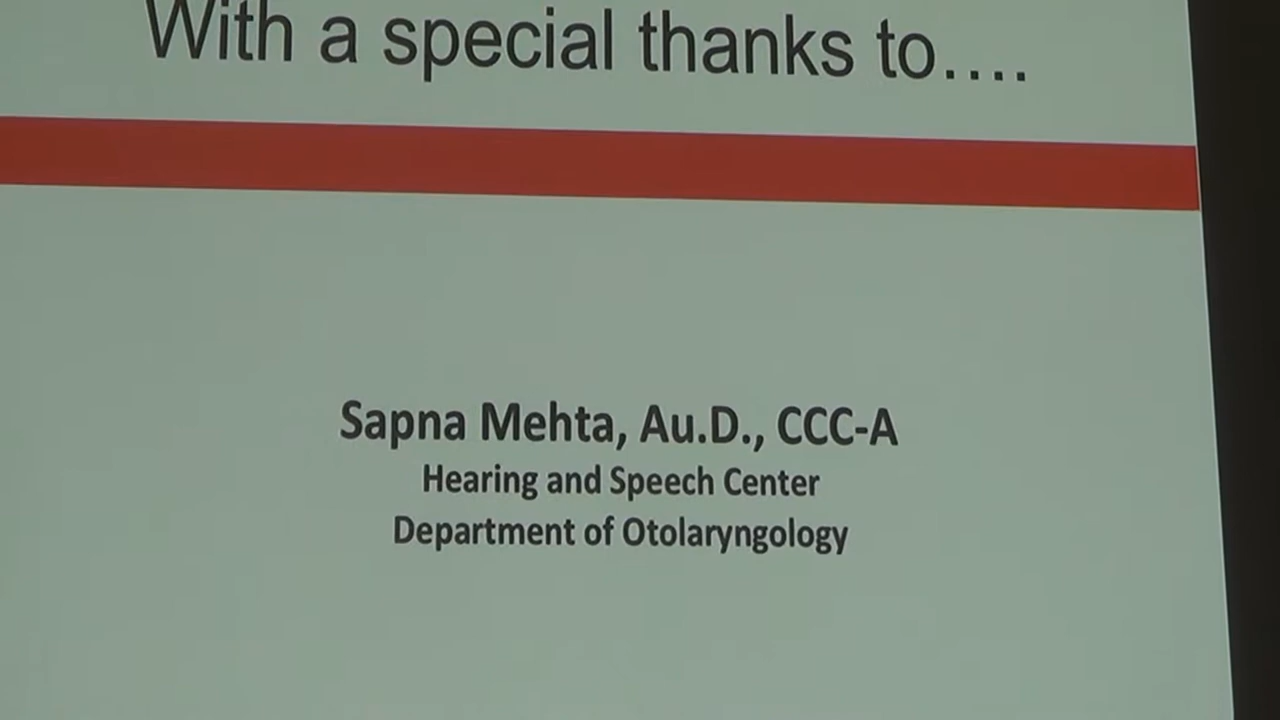 With a special thanks to....
Sapna Mehta, Au.D., CCC-A
Hearing and Speech Center
Department of Otolaryngology